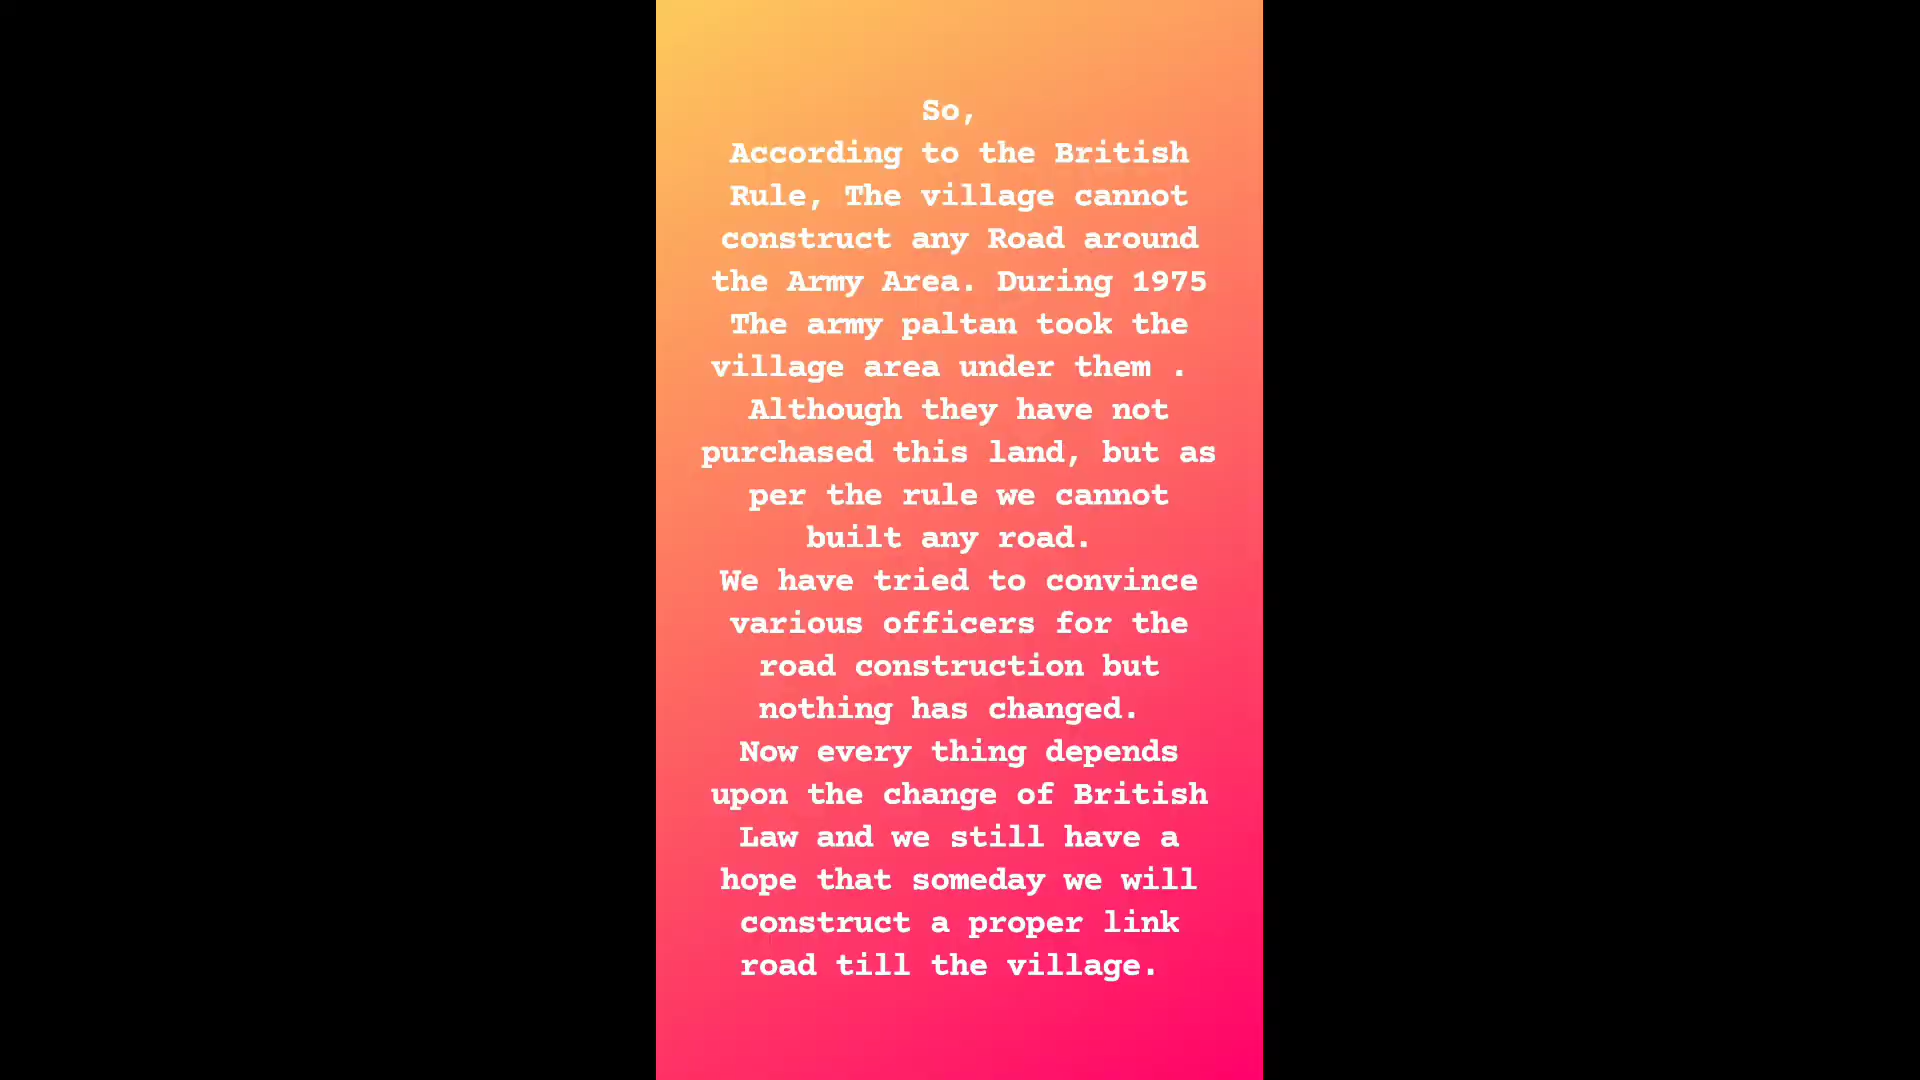 So,
According to the British
Rule, The village cannot
construct any Road around
the Army Area. During 1975
The army paltan took the
village area under them .
Although they have not
purchased this land, but as
per the rule we cannot
built any road.
We have tried to convince
various officers for the
road construction but
nothing has changed.
Now every thing depends
upon the change of British
Law and we still have a
hope that someday we will
construct a proper link
road till the village.